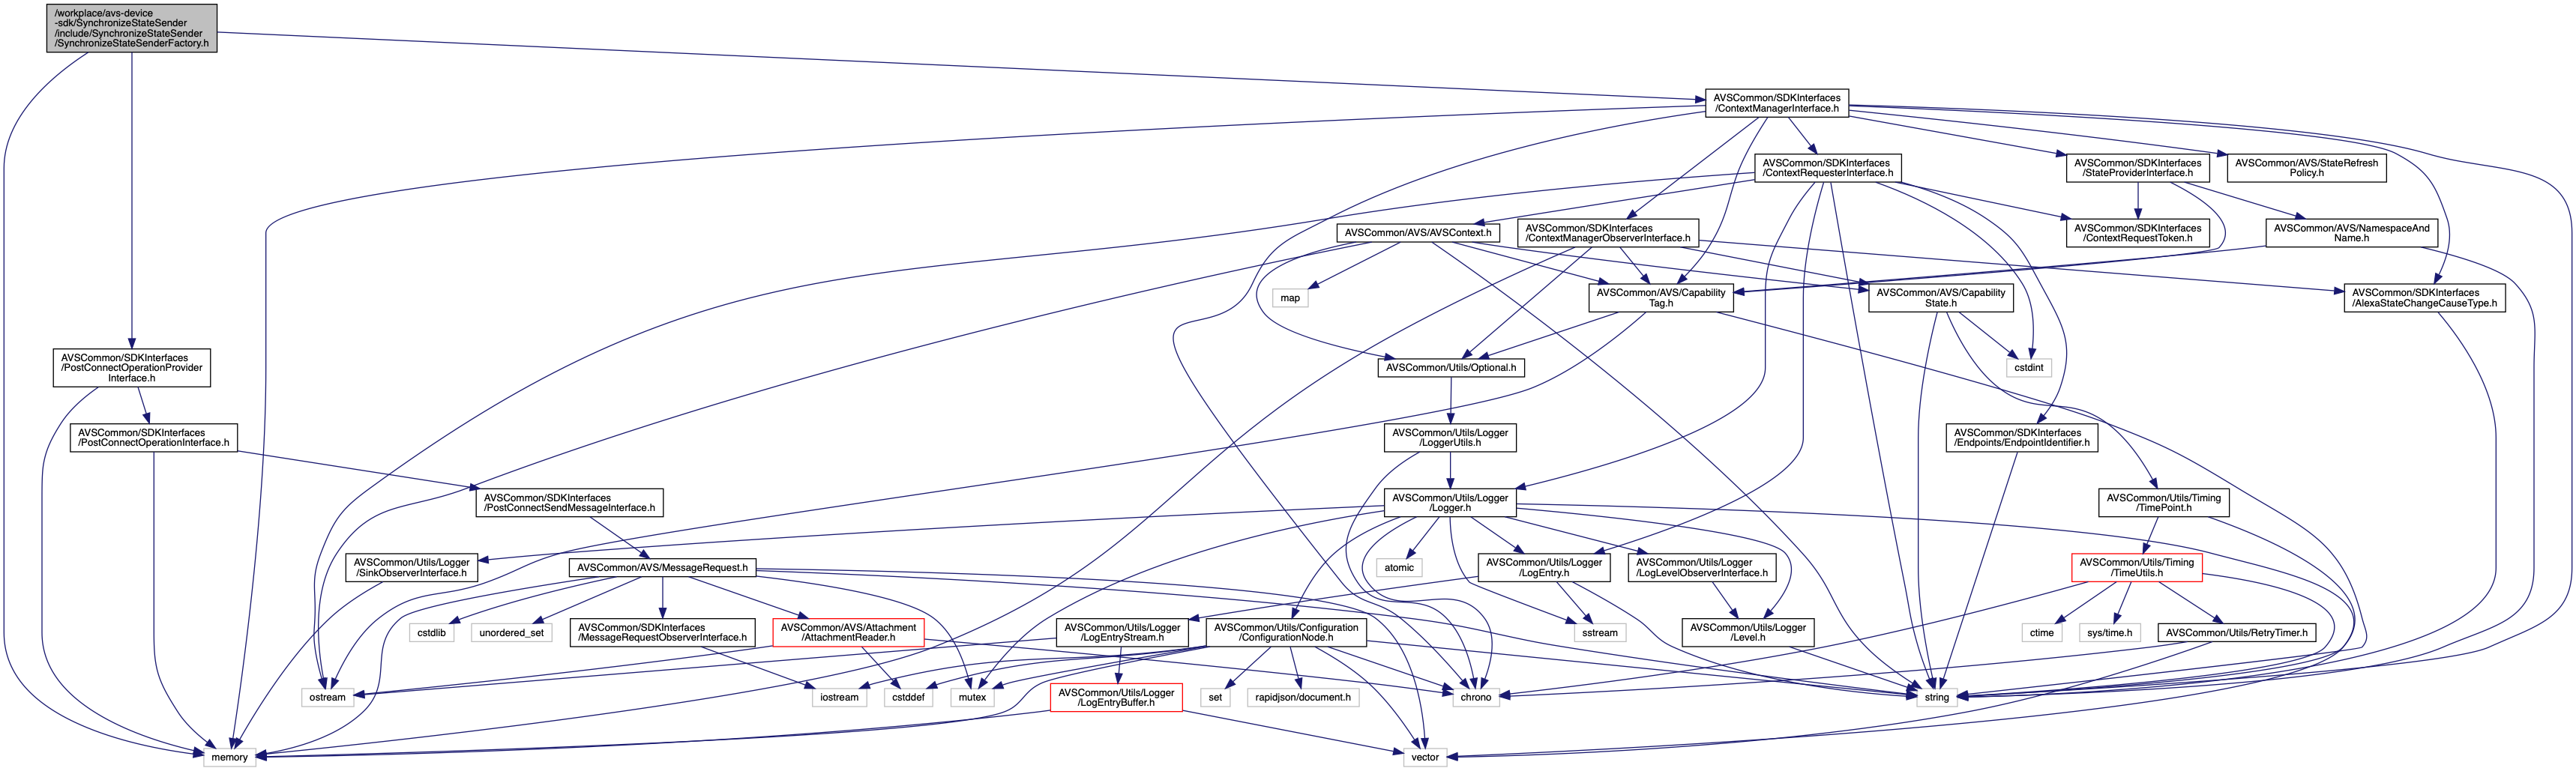 /workplace/avs-device
-sdk/SynchronizeStateSender
/include/SynchronizeStateSender
/SynchronizeStateSenderFactory.h
AVSCommon/SDKInterfaces
/ContextManagerInterface.h
AVSCommon/SDKInterfaces
/ContextRequesterInterface.h
AVSCommon/SDKInterfaces
/StateProviderInterface.h
AVSCommon/AVS/StateRefresh
Policy.h
AVSCommon/AVS/AVSContext.h
AVSCommon/SDKInterfaces
/ContextManagerObserverInterface.h
AVSCommon/SDKInterfaces
/ContextRequestToken.h
AVSCommon/AVS/NamespaceAnd
Name.h
map
AVSCommon/AVS/Capability
Tag.h
AVSCommon/AVS/Capability
State.h
AVSCommon/SDKInterfaces
/AlexaStateChangeCauseType.h
AVSCommon/SDKInterfaces
/PostConnectOperationProvider
Interface.h
AVSCommon/Utils/Optional.h
cstdint
AVSCommon/SDKInterfaces
/PostConnectOperationInterface.h
AVSCommon/Utils/Logger
/LoggerUtils.h
AVSCommon/SDKInterfaces
/Endpoints/EndpointIdentifier.h
AVSCommon/SDKInterfaces
/PostConnectSendMessageInterface.h
AVSCommon/Utils/Logger
/Logger.h
AVSCommon/Utils/Timing
/TimePoint.h
AVSCommon/Utils/Logger
/SinkObserverInterface.h
AVSCommon/AVS/MessageRequest.h
atomic
AVSCommon/Utils/Logger
/LogEntry.h
AVSCommon/Utils/Logger
/LogLevelObserverInterface.h
AVSCommon/Utils/Timing
/TimeUtils.h
cstdlib
unordered_set
AVSCommon/SDKInterfaces
/MessageRequestObserverInterface.h
AVSCommon/AVS/Attachment
/AttachmentReader.h
AVSCommon/Utils/Logger
/LogEntryStream.h
AVSCommon/Utils/Configuration
/ConfigurationNode.h
sstream
AVSCommon/Utils/Logger
/Level.h
ctime
sys/time.h
AVSCommon/Utils/RetryTimer.h
ostream
iostream
cstddef
mutex
AVSCommon/Utils/Logger
/LogEntryBuffer.h
set
rapidjson/document.h
chrono
string
memory
vector